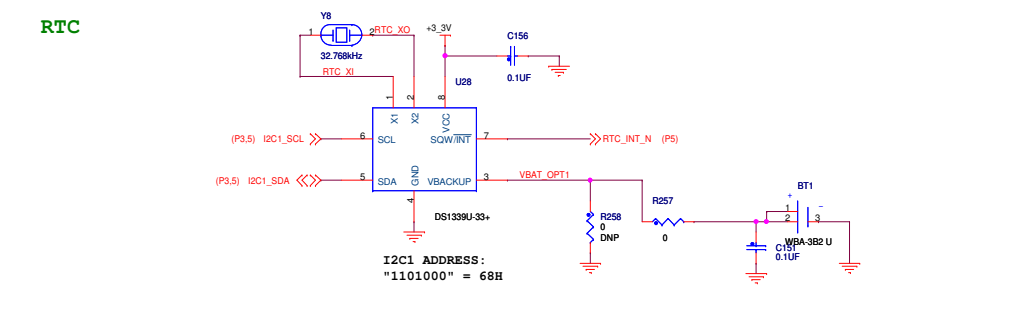 RTC
Y8
1
2
RTC_XO
32.768kHz
RTC_XI
+3_3V
C156
0.1UF
U28
1
2
8
X1
X2
VCC
(P3,5) I2C1_SCL
6
SCL
SQW/INT
7
RTC_INT_N (P5)
(P3,5) I2C1_SDA
5
SDA
GND
VBACKUP
3
VBAT_OPT1
4
DS1339U-33+
R258
0
DNP
R257
0
BT1
+
−
1
2
3
WBA-3B2 U
C151
0.1UF
I2C1 ADDRESS:
"1101000" = 68H